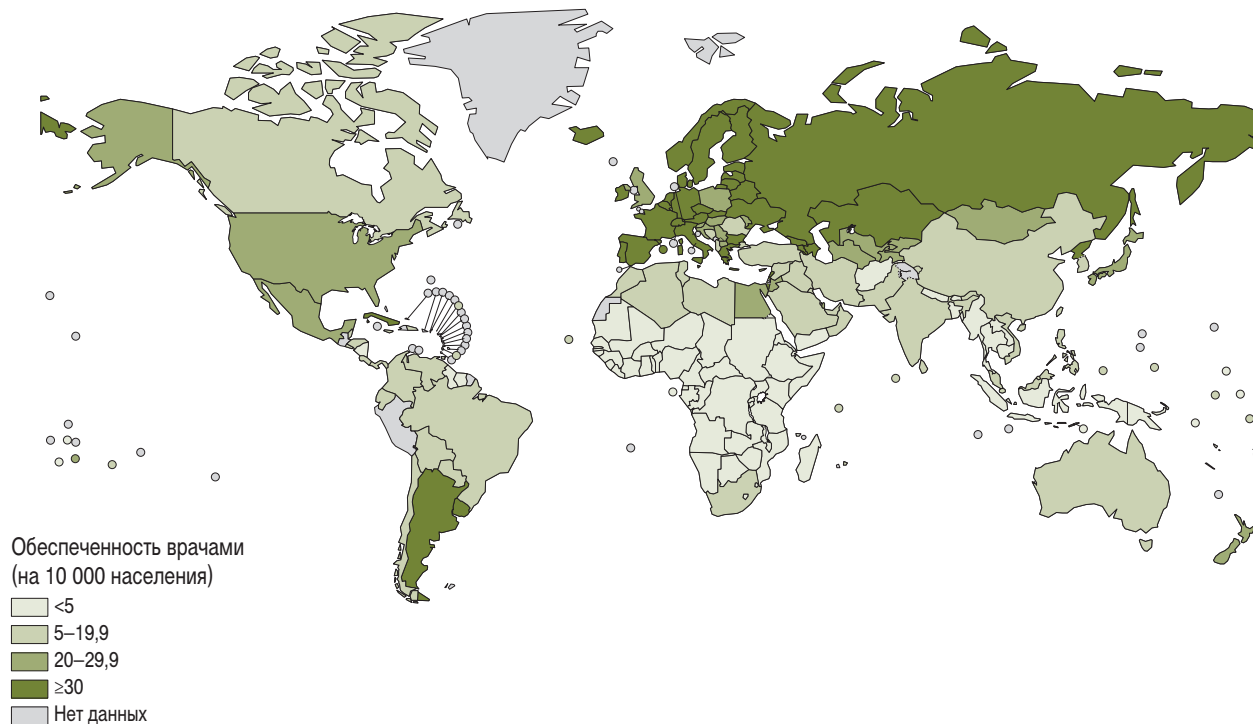 Обеспеченность врачами
(на 10 000 населения)
<5
5–19,9
20–29,9
≥30
Нет данных